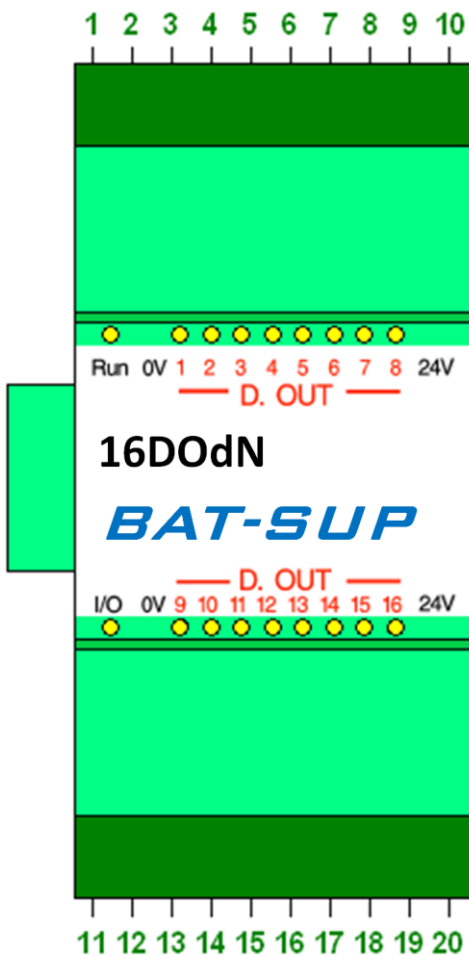 1 2 3 4 5 6 7 8 9 10
Run 0V 1 2 3 4 5 6 7 8 24V
D. OUT
16DOdN
BAT-SUP
D. OUT
I/O 0V 9 10 11 12 13 14 15 16 24V
11 12 13 14 15 16 17 18 19 20